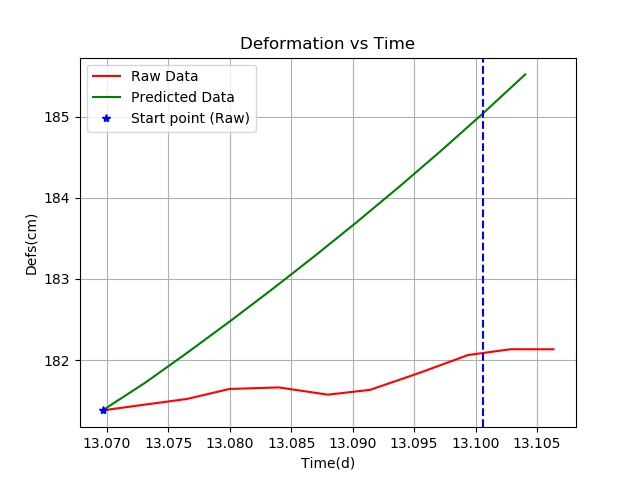 Deformation vs Time
Raw Data
Predicted Data
Start point (Raw)
185
184
183
182
Defs(cm)
13.070 13.075 13.080 13.085 13.090 13.095 13.100 13.105
Time(d)